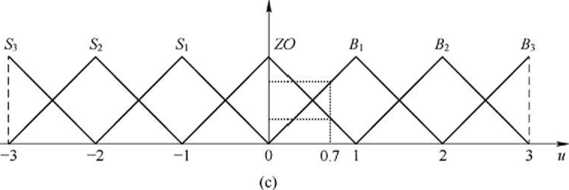 S₃ S₂ S₁ ZO B₁ B₂ B₃
−3 −2 −1 0 0.7 1 2 3 u
(c)